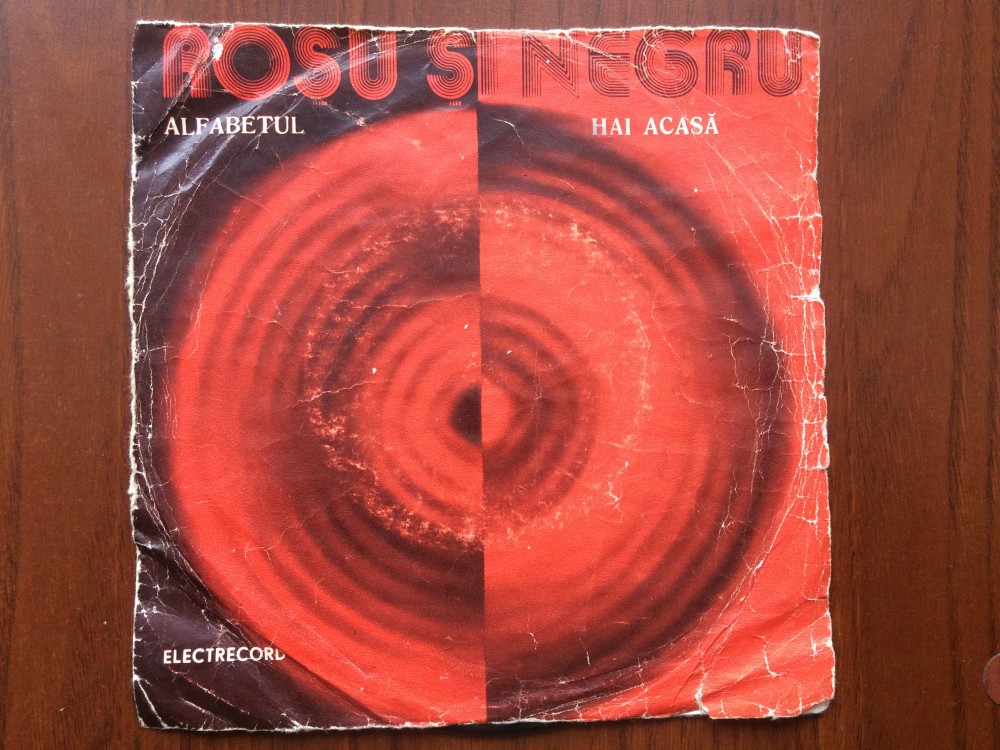 ROSU SI NEGRU
ALFABETUL HAI ACASĂ
ELECTRECORD